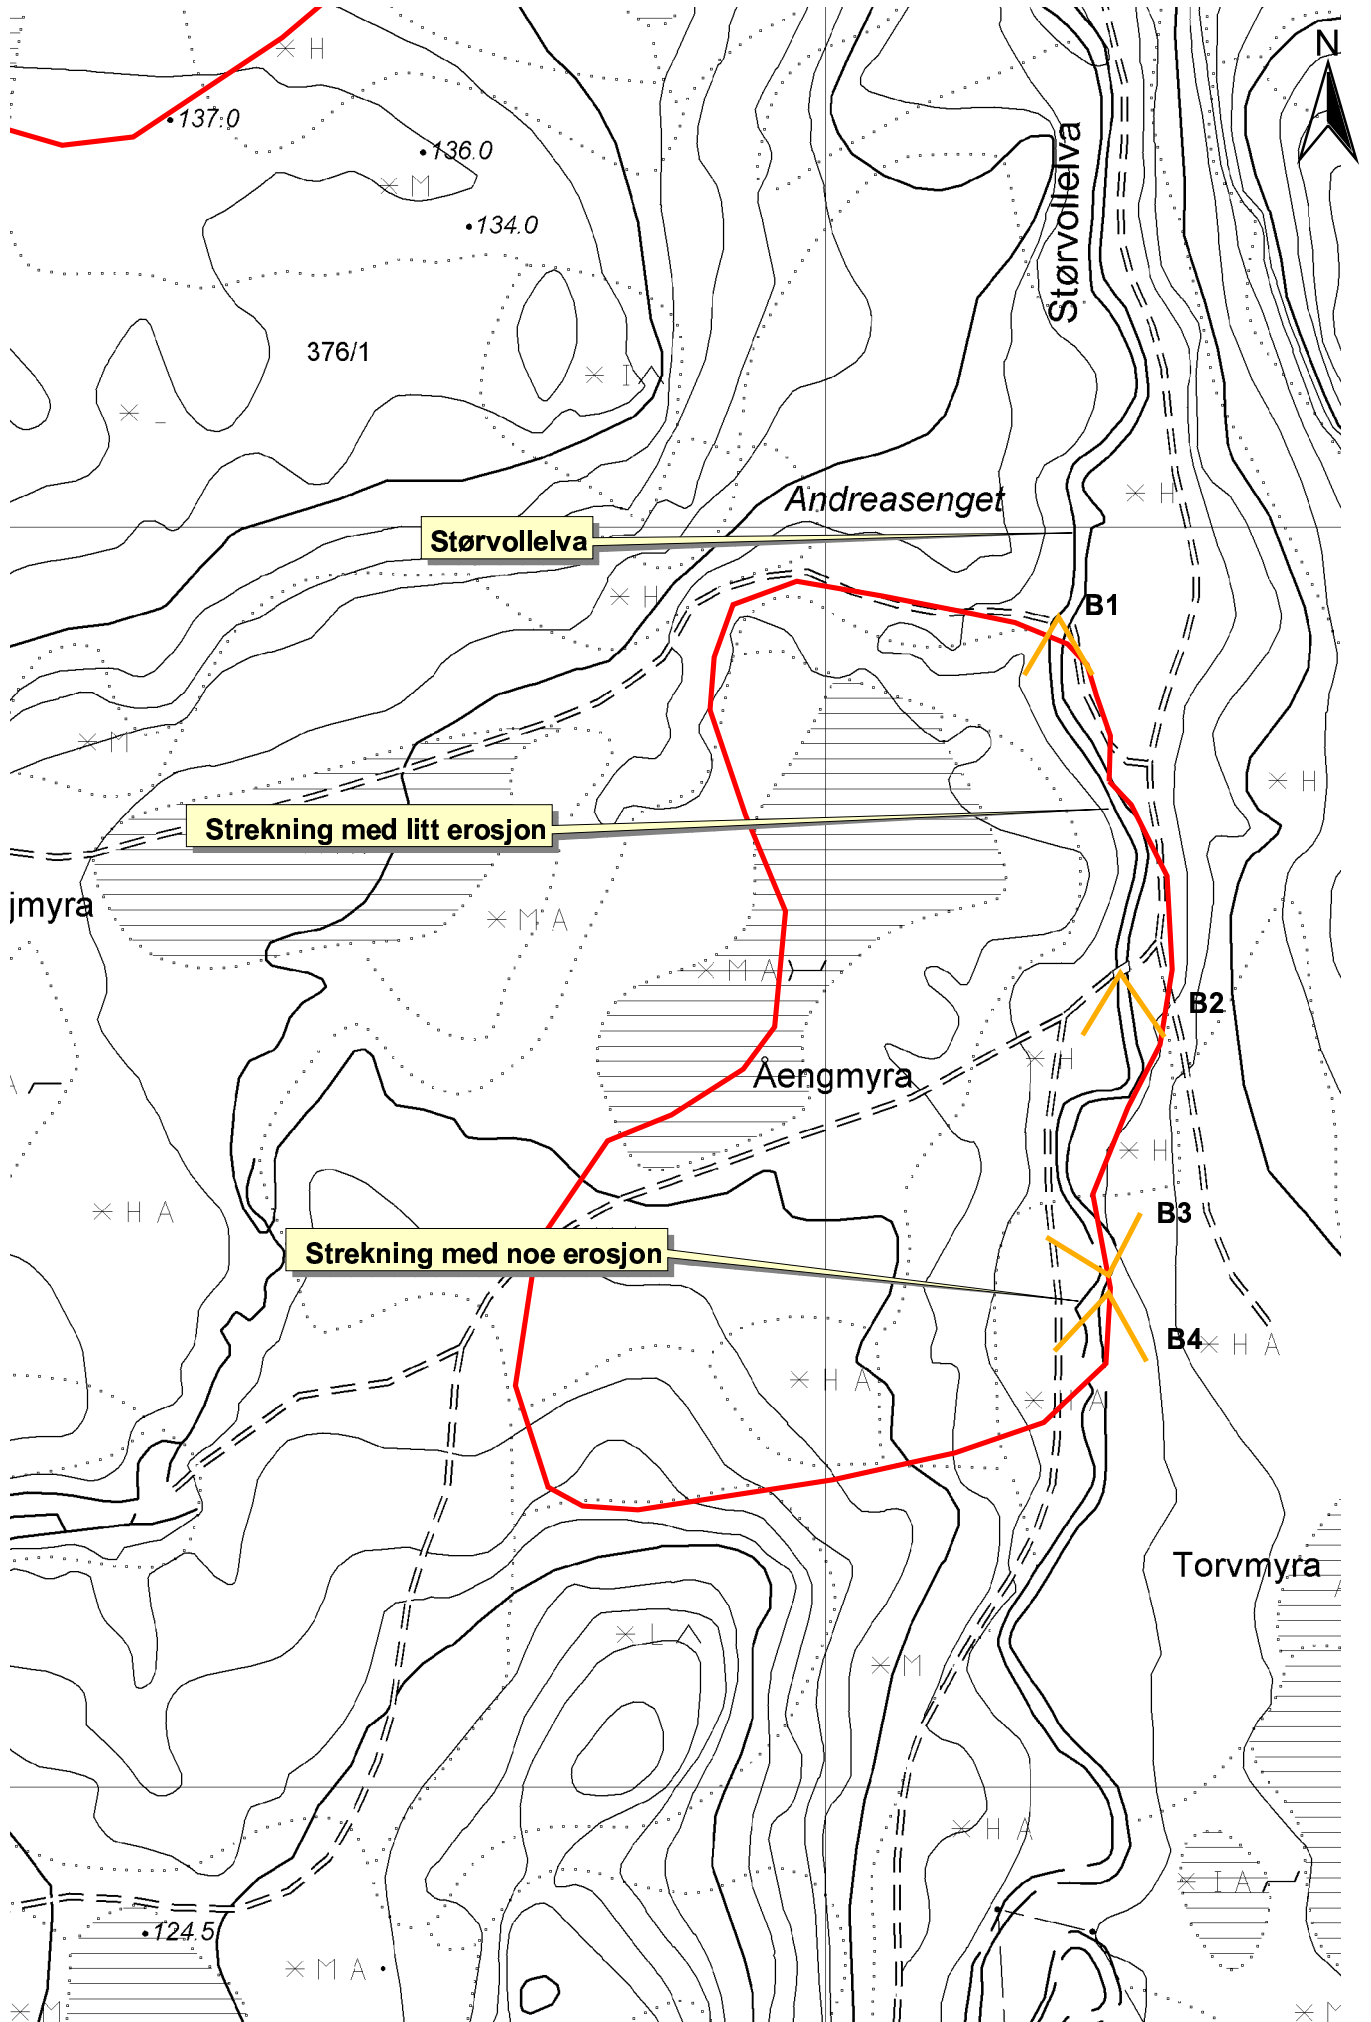 N
H
137.0
136.0
M
134.0
Størvollelva
376/1
I
H
Andreasenget
Størvollelva
H
B1
M
H
Strekning med litt erosjon
jmyra
M A
M A
B2
H
Åengmyra
A
H
H A
B3
Strekning med noe erosjon
B4
H A
H A
H A
Torvmyra
L
M
H A
I A
124.5
M A
M
M